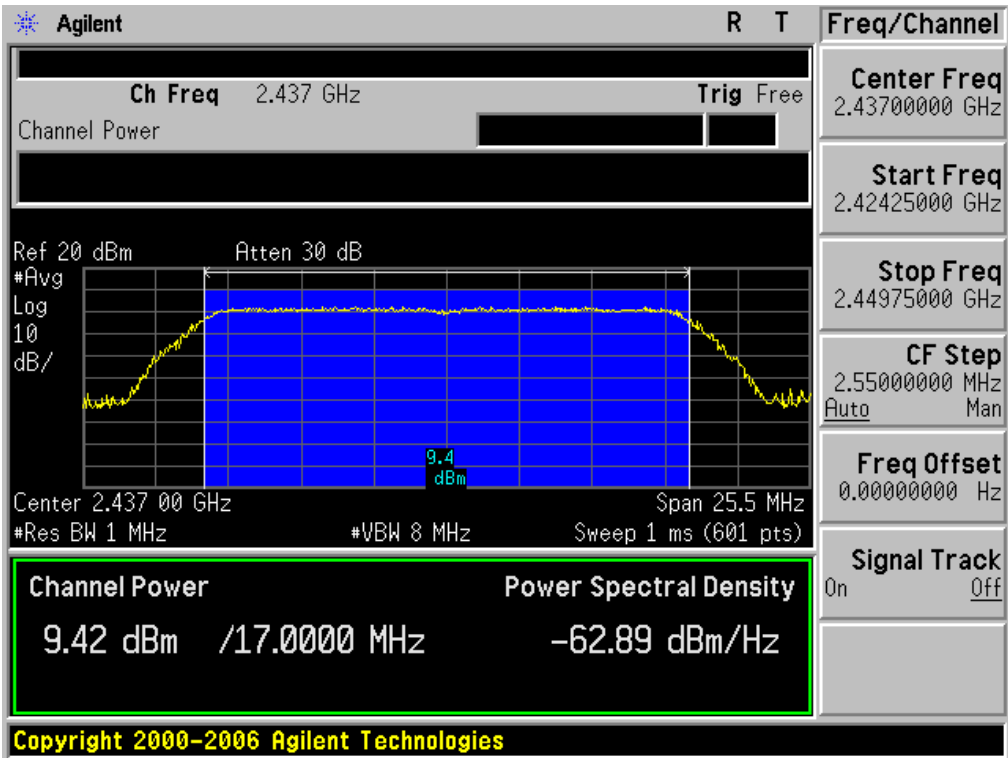 Agilent R T
Ch Freq 2.437 GHz Trig Free
Channel Power
Ref 20 dBm Atten 30 dB
#Avg
Log
10
dB/
9.4
dBm
Center 2.437 00 GHz Span 25.5 MHz
#Res BW 1 MHz #VBW 8 MHz Sweep 1 ms (601 pts)
Channel Power Power Spectral Density
9.42 dBm /17.0000 MHz -62.89 dBm/Hz
Copyright 2000-2006 Agilent Technologies
Freq/Channel
Center Freq
2.43700000 GHz
Start Freq
2.42425000 GHz
Stop Freq
2.44975000 GHz
CF Step
2.55000000 MHz
Auto Man
Freq Offset
0.00000000 Hz
Signal Track
On Off